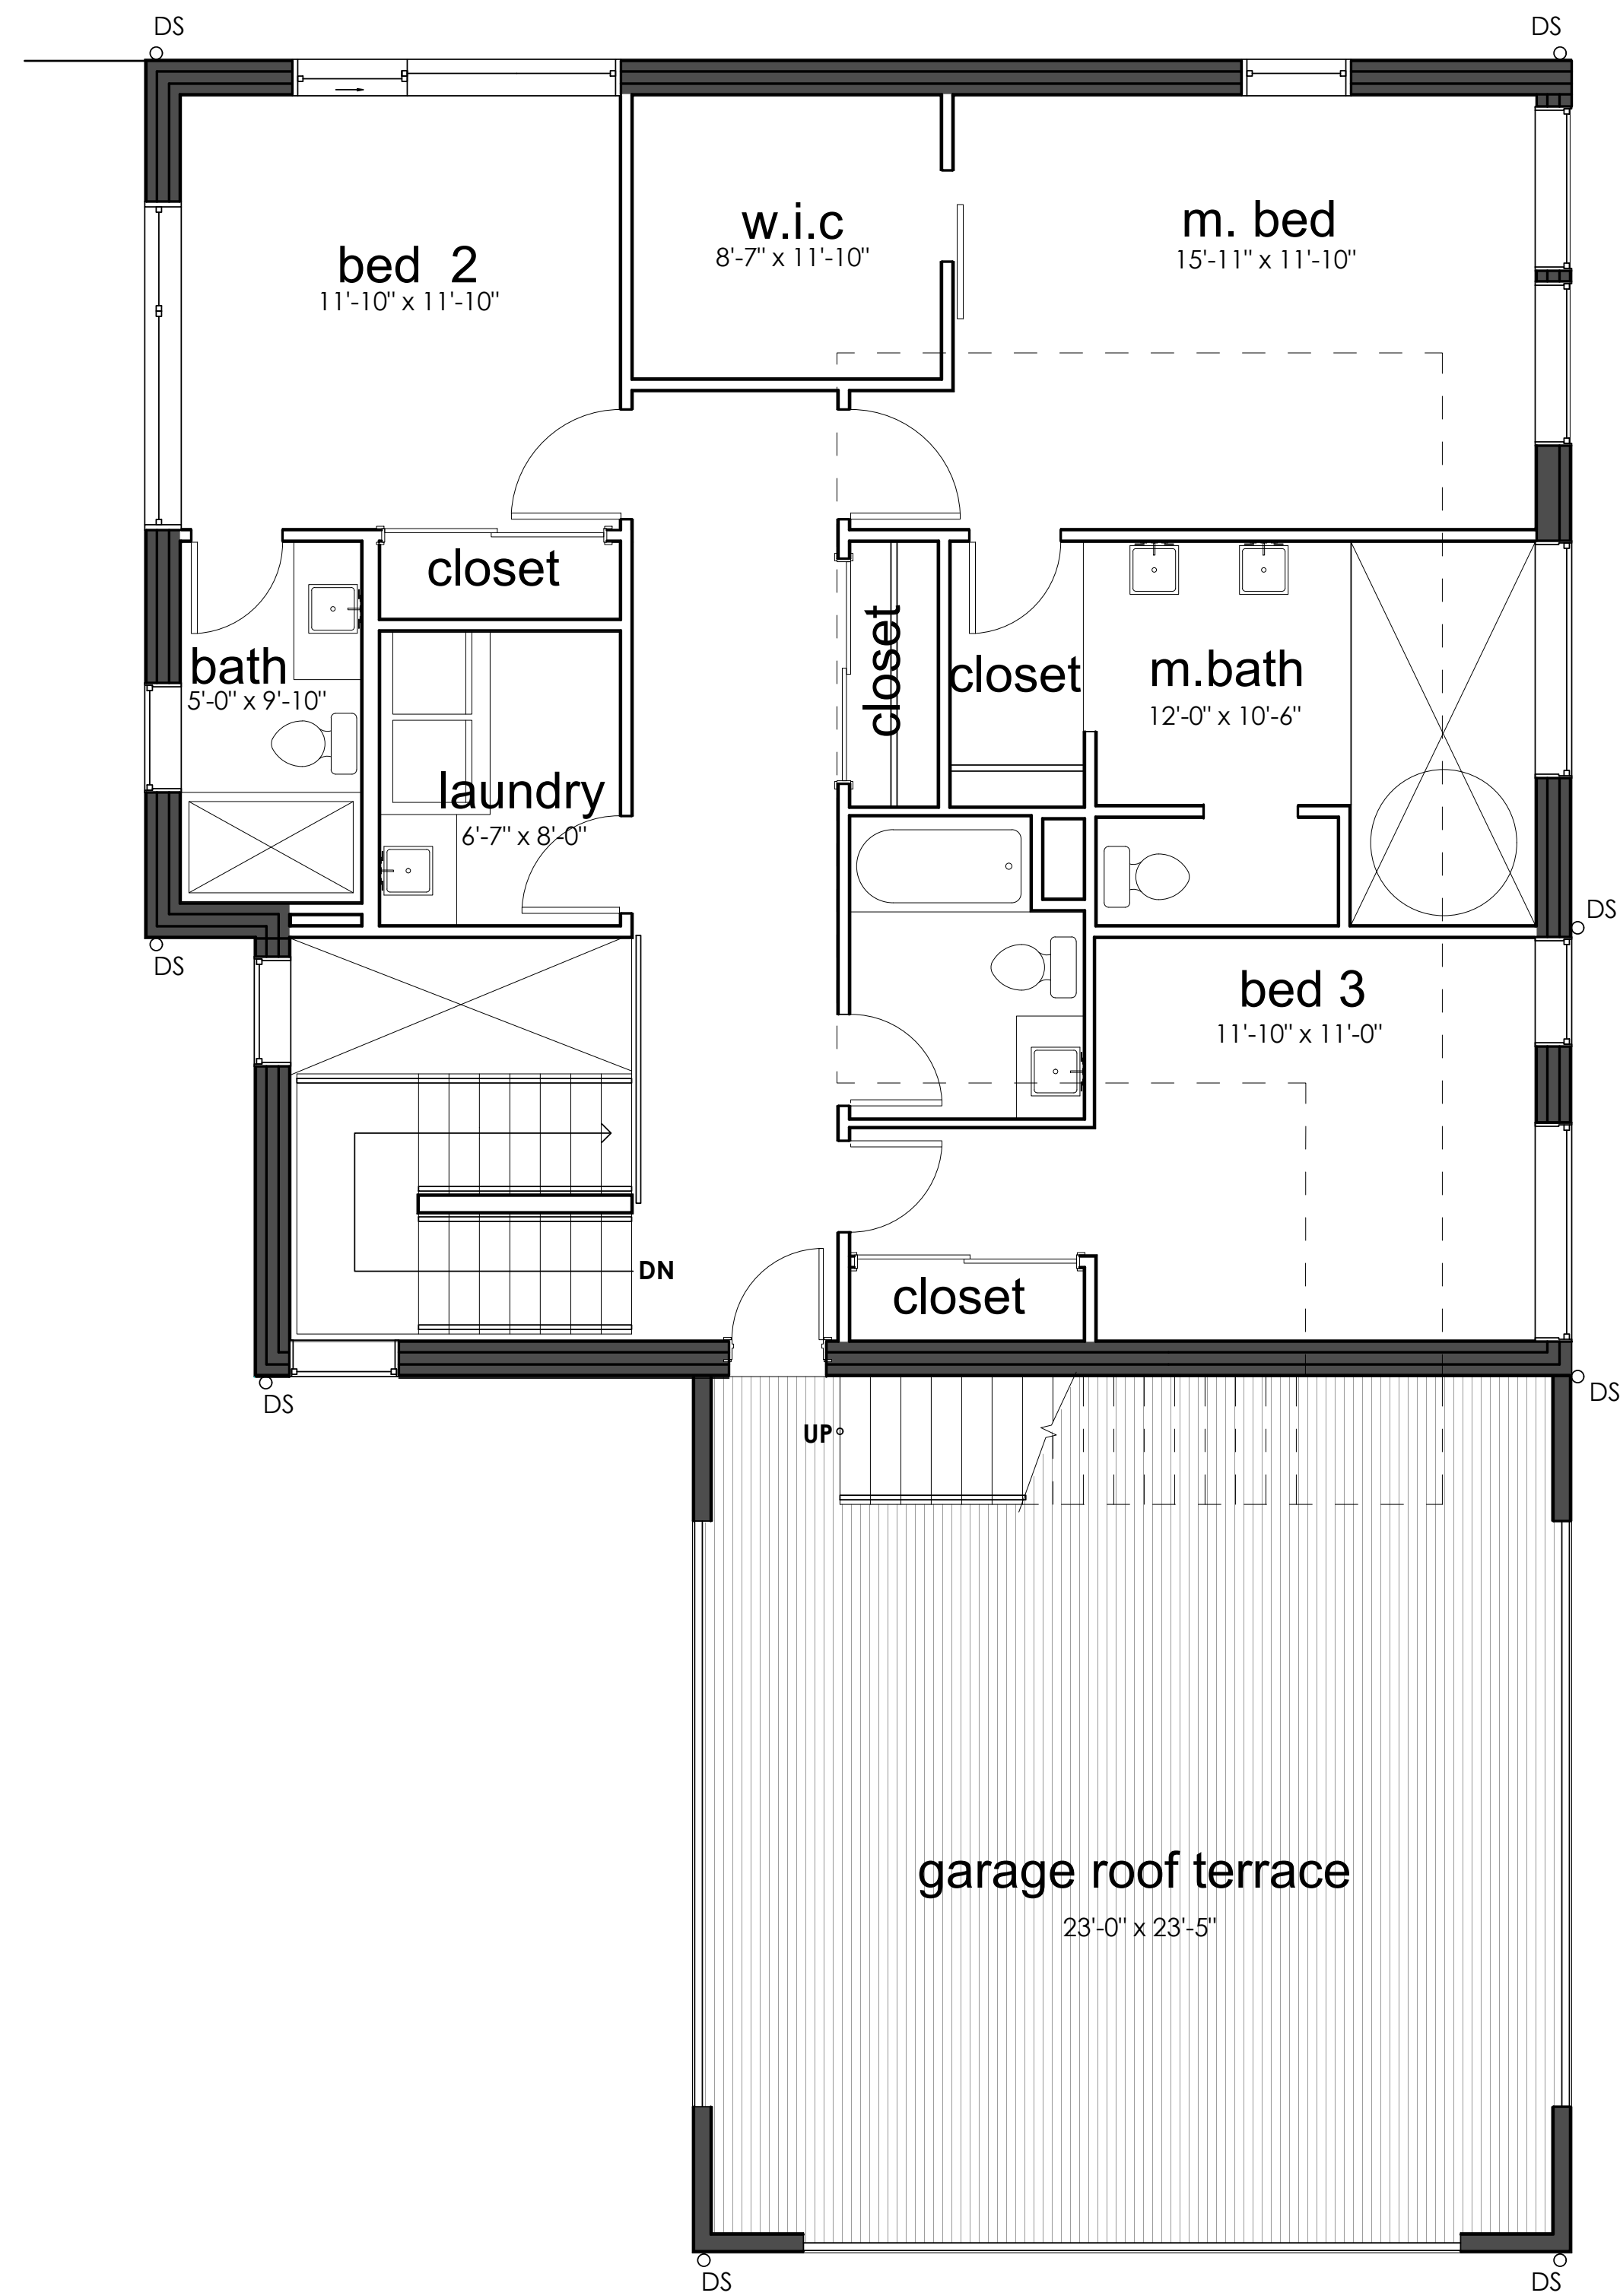 DS
DS
w.i.c
8'-7" x 11'-10"
m. bed
15'-11" x 11'-10"
bed 2
11'-10" x 11'-10"
closet
closet
closet
bath
5'-0" x 9'-10"
m.bath
12'-0" x 10'-6"
laundry
6'-7" x 8'-0"
DS
DS
bed 3
11'-10" x 11'-0"
DN
closet
DS
DS
UP
garage roof terrace
23'-0" x 23'-5"
DS
DS